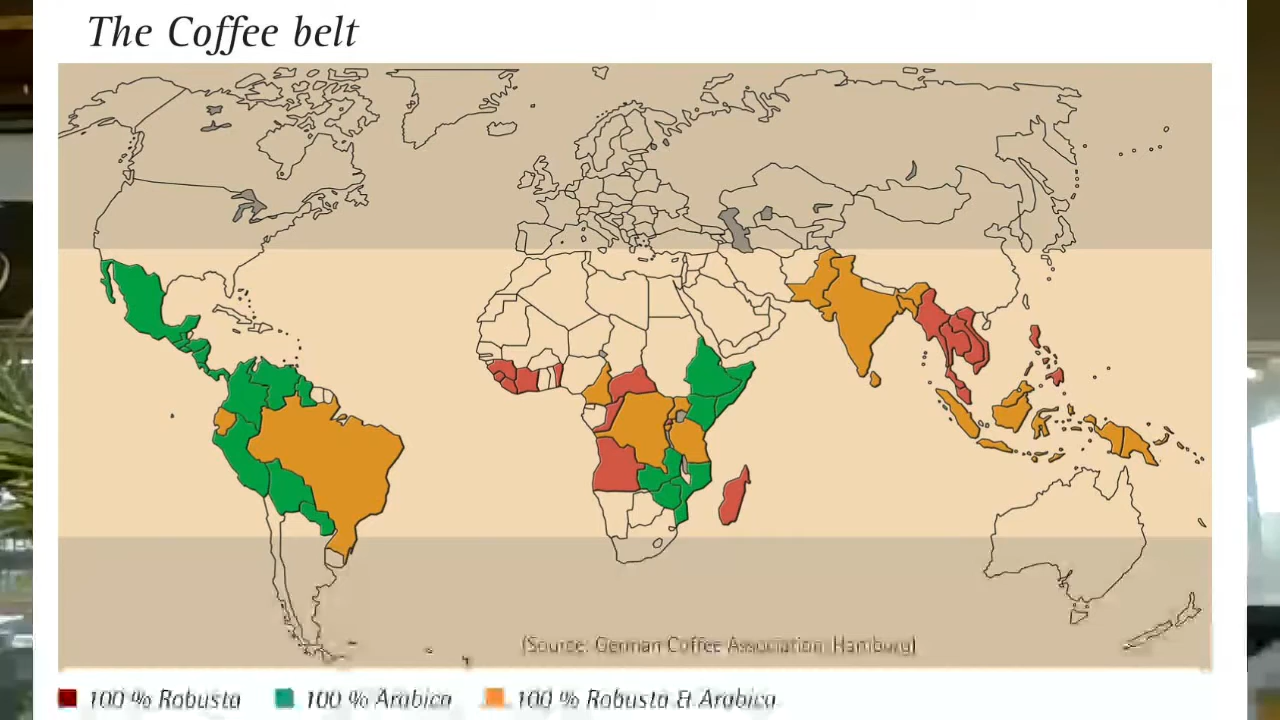 The Coffee belt
(Source: German Coffee Association, Hamburg)
100 % Robusta
100 % Arabica
100 % Robusta & Arabica